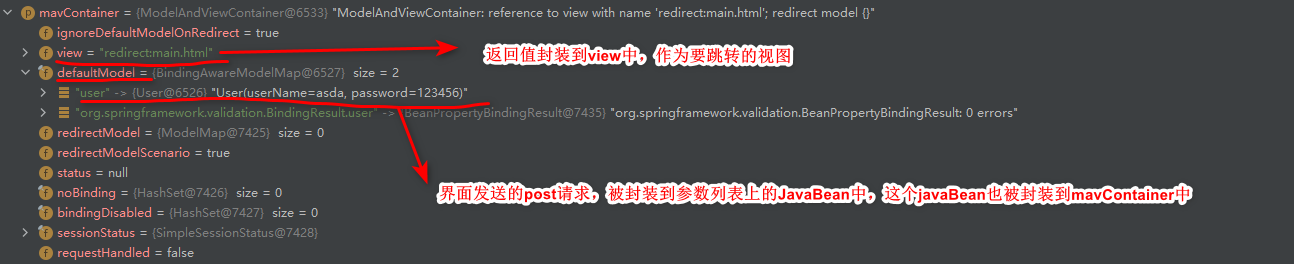 mavContainer = {ModelAndViewContainer@6533} "ModelAndViewContainer: reference to view with name 'redirect:main.html'; redirect model {}"
ignoreDefaultModelOnRedirect = true
view = "redirect:main.html"
返回值封装到view中，作为要跳转的视图
defaultModel = {BindingAwareModelMap@6527} size = 2
"user" -> {User@6526} "User(userName=asda, password=123456)"
"org.springframework.validation.BindingResult.user" -> {BeanPropertyBindingResult@7435} "org.springframework.validation.BeanPropertyBindingResult: 0 errors"
redirectModel = {ModelMap@7425} size = 0
redirectModelScenario = true
status = null
界面发送的post请求，被封装到参数列表上的JavaBean中，这个javaBean也被封装到mavContainer中
noBinding = {HashSet@7426} size = 0
bindingDisabled = {HashSet@7427} size = 0
sessionStatus = {SimpleSessionStatus@7428}
requestHandled = false